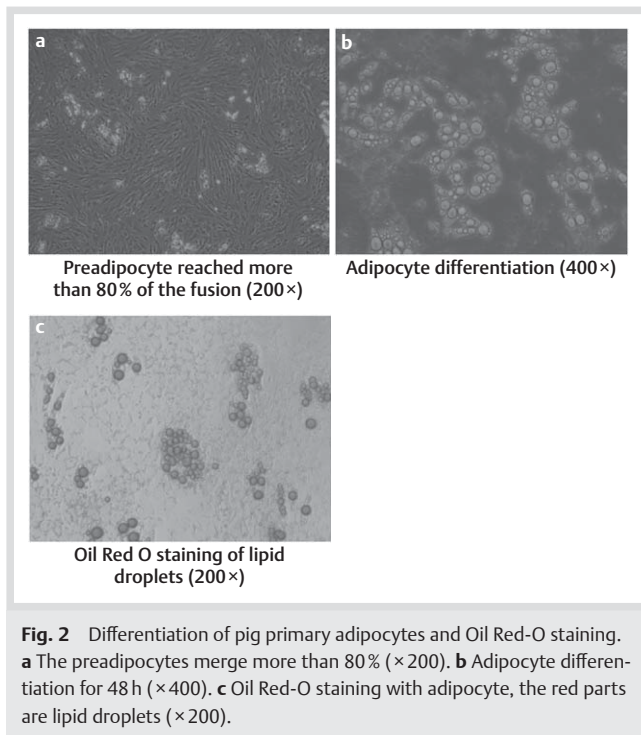 a
b
Preadipocyte reached more
than 80% of the fusion (200×)
Adipocyte differentiation (400×)
c
Oil Red O staining of lipid
droplets (200×)
Fig. 2 Differentiation of pig primary adipocytes and Oil Red-O staining.
a The preadipocytes merge more than 80% (×200). b Adipocyte differen-
tiation for 48 h (×400). c Oil Red-O staining with adipocyte, the red parts
are lipid droplets (×200).